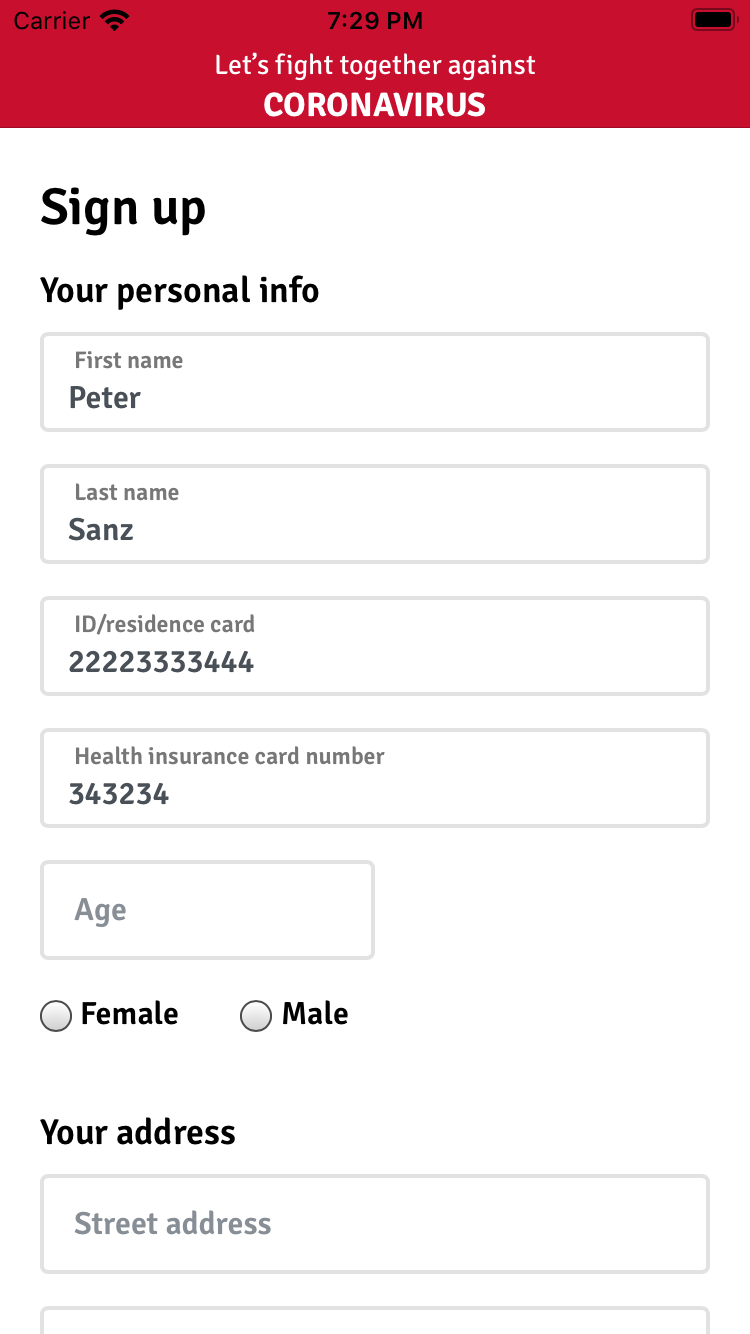 Carrier 7:29 PM
Let’s fight together against
CORONAVIRUS
Sign up
Your personal info
First name
Peter
Last name
Sanz
ID/residence card
22223333444
Health insurance card number
343234
Age
Female Male
Your address
Street address